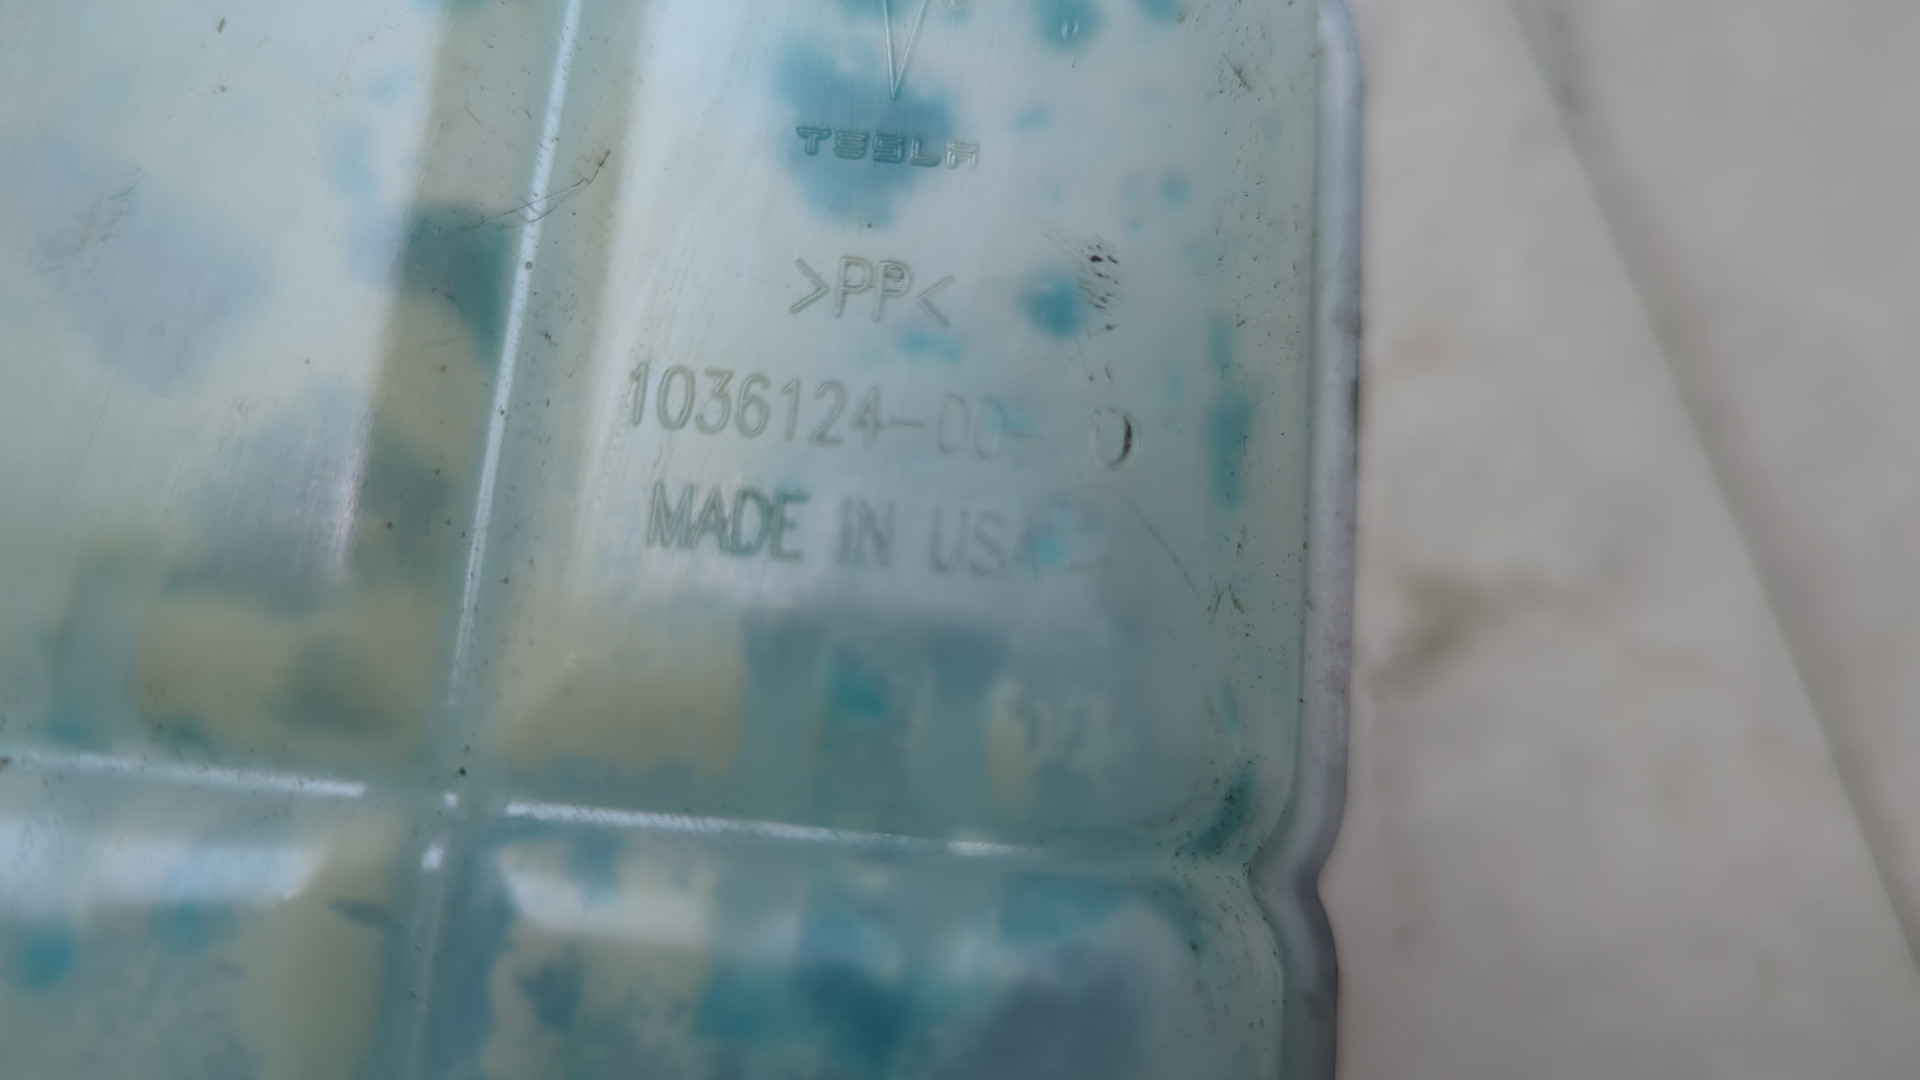 TESLA
>PP<
1036124-00-
MADE IN USA